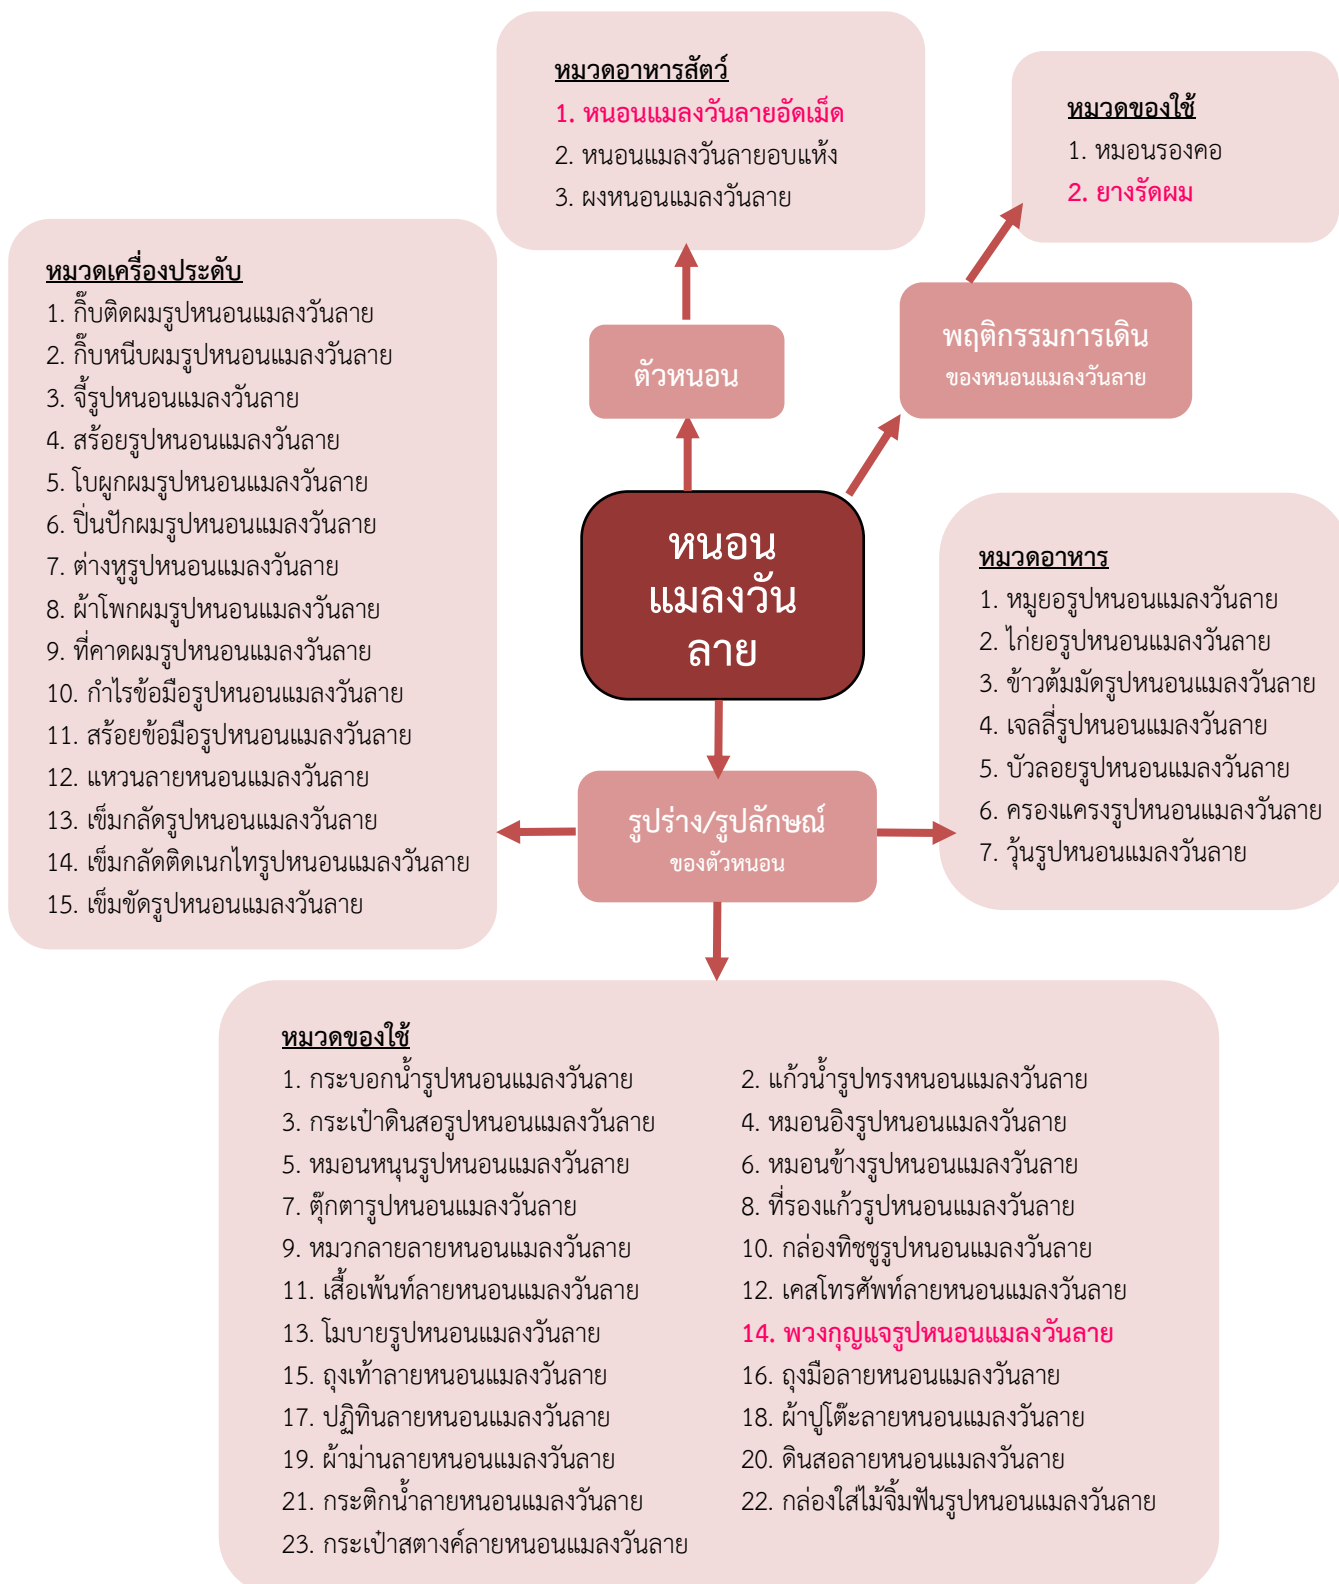 หมวดอาหารสัตว์
1. หนอนแมลงวันลายอัดเม็ด
2. หนอนแมลงวันลายอบแห้ง
3. ผงหนอนแมลงวันลาย
หมวดของใช้
1. หมอนรองคอ
2. ยางรัดผม
หมวดเครื่องประดับ
1. กิ๊บติดผมรูปหนอนแมลงวันลาย
2. กิ๊บหนีบผมรูปหนอนแมลงวันลาย
3. จี้รูปหนอนแมลงวันลาย
4. สร้อยรูปหนอนแมลงวันลาย
5. โบผูกผมรูปหนอนแมลงวันลาย
6. ปิ่นปักผมรูปหนอนแมลงวันลาย
7. ต่างหูรูปหนอนแมลงวันลาย
8. ผ้าโพกผมรูปหนอนแมลงวันลาย
9. ที่คาดผมรูปหนอนแมลงวันลาย
10. กำไรข้อมือรูปหนอนแมลงวันลาย
11. สร้อยข้อมือรูปหนอนแมลงวันลาย
12. แหวนลายหนอนแมลงวันลาย
13. เข็มกลัดรูปหนอนแมลงวันลาย
14. เข็มกลัดติดเนกไทรูปหนอนแมลงวันลาย
15. เข็มขัดรูปหนอนแมลงวันลาย
ตัวหนอน
พฤติกรรมการเดิน
ของหนอนแมลงวันลาย
หนอน
แมลงวัน
ลาย
หมวดอาหาร
1. หมูยอรูปหนอนแมลงวันลาย
2. ไก่ยอรูปหนอนแมลงวันลาย
3. ข้าวต้มมัดรูปหนอนแมลงวันลาย
4. เจลลี่รูปหนอนแมลงวันลาย
5. บัวลอยรูปหนอนแมลงวันลาย
6. ครองแครงรูปหนอนแมลงวันลาย
7. วุ้นรูปหนอนแมลงวันลาย
รูปร่าง/รูปลักษณ์
ของตัวหนอน
หมวดของใช้
1. กระบอกน้ำรูปหนอนแมลงวันลาย
2. แก้วน้ำรูปทรงหนอนแมลงวันลาย
3. กระเป๋าดินสอรูปหนอนแมลงวันลาย
4. หมอนอิงรูปหนอนแมลงวันลาย
5. หมอนหนุนรูปหนอนแมลงวันลาย
6. หมอนข้างรูปหนอนแมลงวันลาย
7. ตุ๊กตารูปหนอนแมลงวันลาย
8. ที่รองแก้วรูปหนอนแมลงวันลาย
9. หมวกลายลายหนอนแมลงวันลาย
10. กล่องทิชชูรูปหนอนแมลงวันลาย
11. เสื้อเพ้นท์ลายหนอนแมลงวันลาย
12. เคสโทรศัพท์ลายหนอนแมลงวันลาย
13. โมบายรูปหนอนแมลงวันลาย
14. พวงกุญแจรูปหนอนแมลงวันลาย
15. ถุงเท้าลายหนอนแมลงวันลาย
16. ถุงมือลายหนอนแมลงวันลาย
17. ปฏิทินลายหนอนแมลงวันลาย
18. ผ้าปูโต๊ะลายหนอนแมลงวันลาย
19. ผ้าม่านลายหนอนแมลงวันลาย
20. ดินสอลายหนอนแมลงวันลาย
21. กระติกน้ำลายหนอนแมลงวันลาย
22. กล่องใส่ไม้จิ้มฟันรูปหนอนแมลงวันลาย
23. กระเป๋าสตางค์ลายหนอนแมลงวันลาย